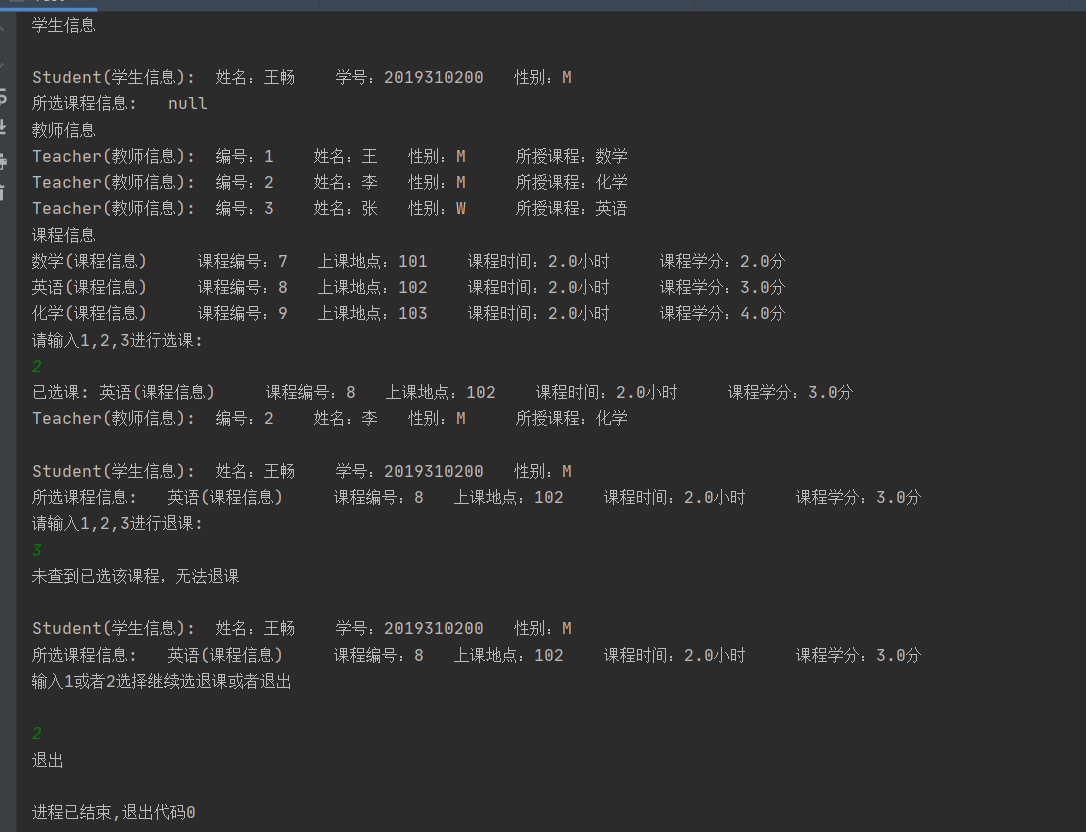 学生信息
Student(学生信息): 姓名：王畅 学号：2019310200 性别：M
所选课程信息: null
教师信息
Teacher(教师信息): 编号：1 姓名：王 性别：M 所授课程：数学
Teacher(教师信息): 编号：2 姓名：李 性别：M 所授课程：化学
Teacher(教师信息): 编号：3 姓名：张 性别：W 所授课程：英语
课程信息
数学(课程信息) 课程编号：7 上课地点：101 课程时间：2.0小时 课程学分：2.0分
英语(课程信息) 课程编号：8 上课地点：102 课程时间：2.0小时 课程学分：3.0分
化学(课程信息) 课程编号：9 上课地点：103 课程时间：2.0小时 课程学分：4.0分
请输入1,2,3进行选课:
2
已选课: 英语(课程信息) 课程编号：8 上课地点：102 课程时间：2.0小时 课程学分：3.0分
Teacher(教师信息): 编号：2 姓名：李 性别：M 所授课程：化学
Student(学生信息): 姓名：王畅 学号：2019310200 性别：M
所选课程信息: 英语(课程信息) 课程编号：8 上课地点：102 课程时间：2.0小时 课程学分：3.0分
请输入1,2,3进行退课:
3
未查到已选该课程，无法退课
Student(学生信息): 姓名：王畅 学号：2019310200 性别：M
所选课程信息: 英语(课程信息) 课程编号：8 上课地点：102 课程时间：2.0小时 课程学分：3.0分
输入1或者2选择继续选退课或者退出
2
退出
进程已结束,退出代码0